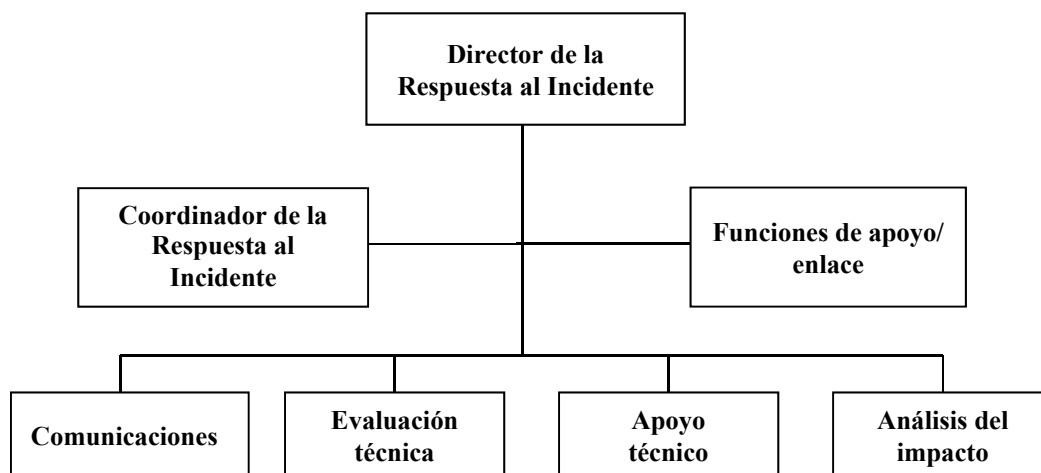 Director de la
Respuesta al Incidente
Coordinador de la
Respuesta al
Incidente
Funciones de apoyo/
enlace
Comunicaciones
Evaluación
técnica
Apoyo
técnico
Análisis del
impacto